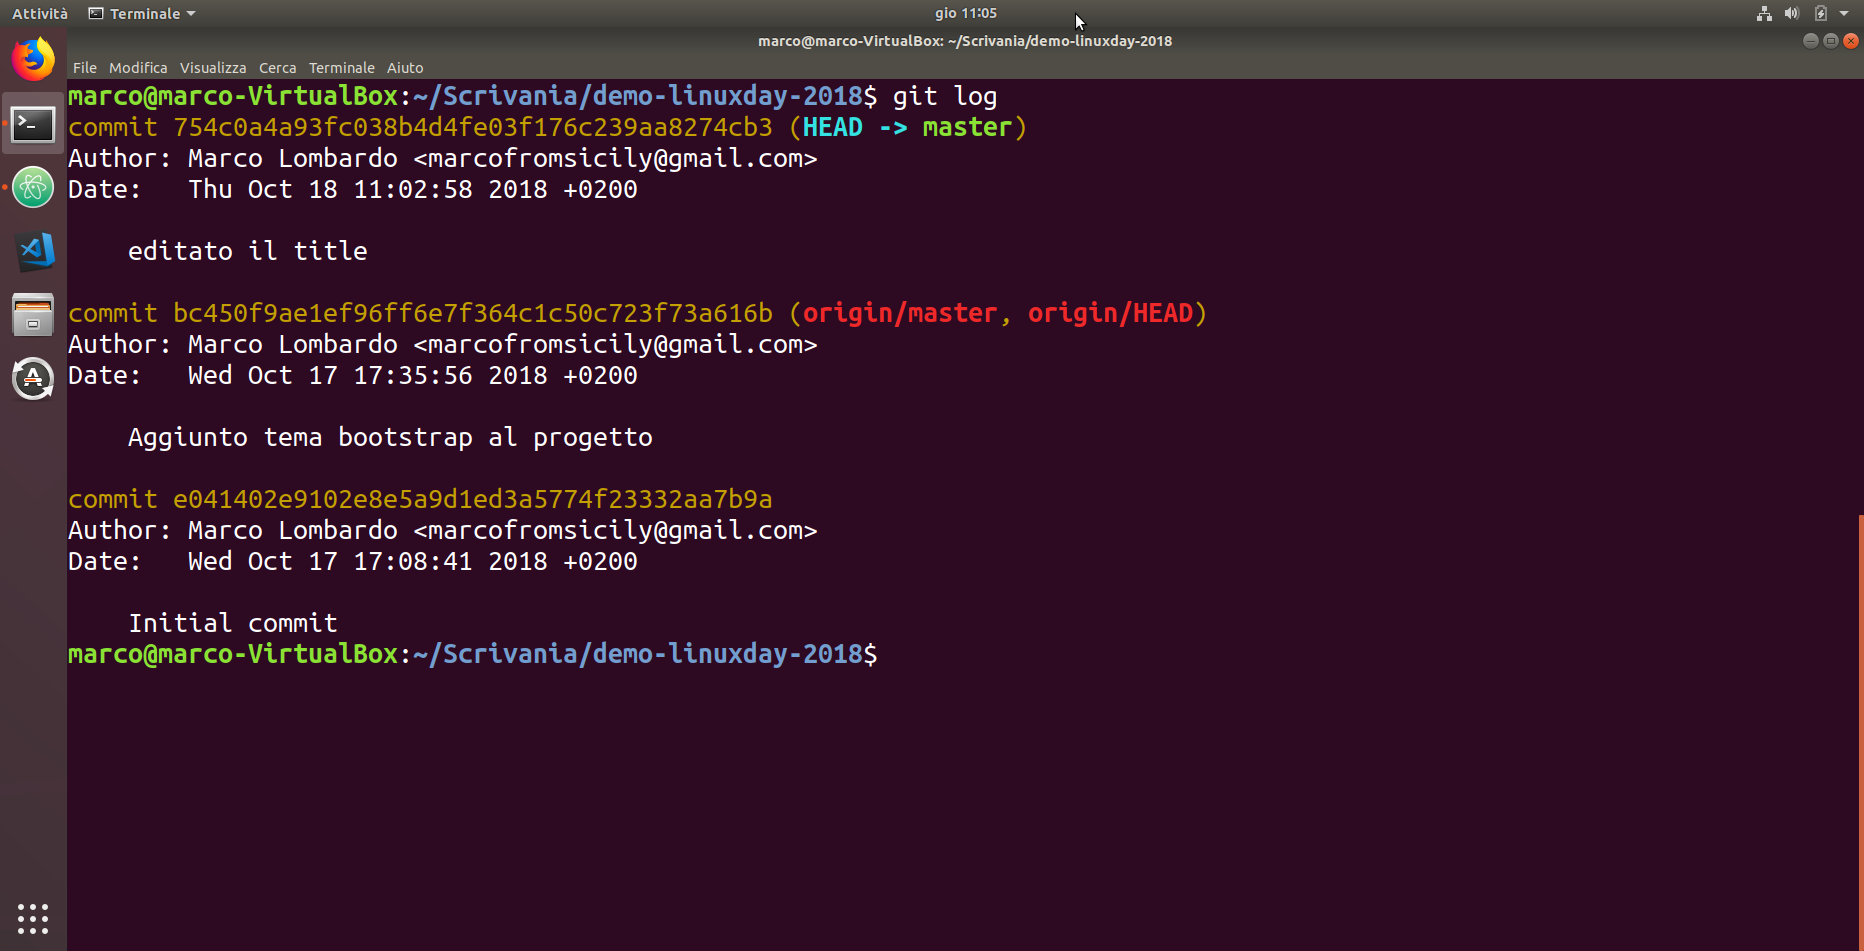 Attività Terminale gio 11:05
marco@marco-VirtualBox: ~/Scrivania/demo-linuxday-2018
File Modifica Visualizza Cerca Terminale Aiuto
marco@marco-VirtualBox:~/Scrivania/demo-linuxday-2018$ git log
commit 754c0a4a93fc038b4d4fe03f176c239aa8274cb3 (HEAD -> master)
Author: Marco Lombardo <marcofromsicily@gmail.com>
Date:   Thu Oct 18 11:02:58 2018 +0200
    editato il title
commit bc450f9ae1ef96ff6e7f364c1c50c723f73a616b (origin/master, origin/HEAD)
Author: Marco Lombardo <marcofromsicily@gmail.com>
Date:   Wed Oct 17 17:35:56 2018 +0200
    Aggiunto tema bootstrap al progetto
commit e041402e9102e8e5a9d1ed3a5774f23332aa7b9a
Author: Marco Lombardo <marcofromsicily@gmail.com>
Date:   Wed Oct 17 17:08:41 2018 +0200
    Initial commit
marco@marco-VirtualBox:~/Scrivania/demo-linuxday-2018$